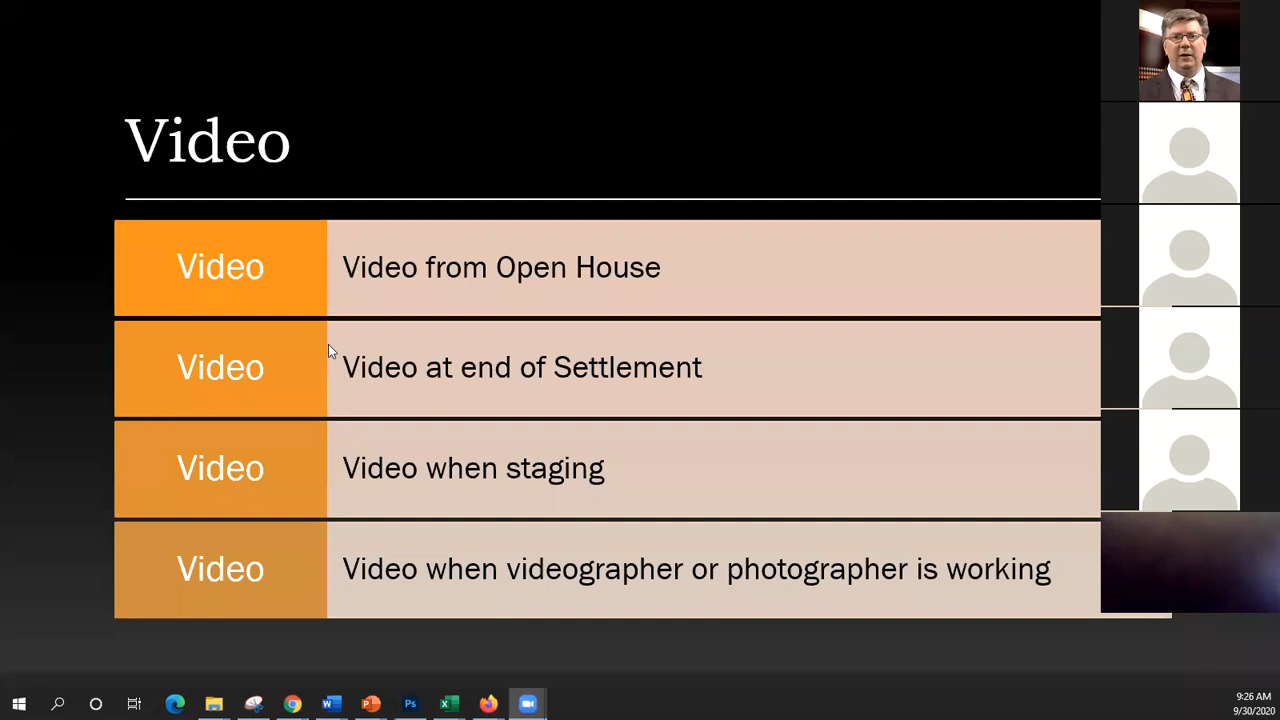 Video
Video Video from Open House
Video Video at end of Settlement
Video Video when staging
Video Video when videographer or photographer is working
9:26 AM
9/30/2020